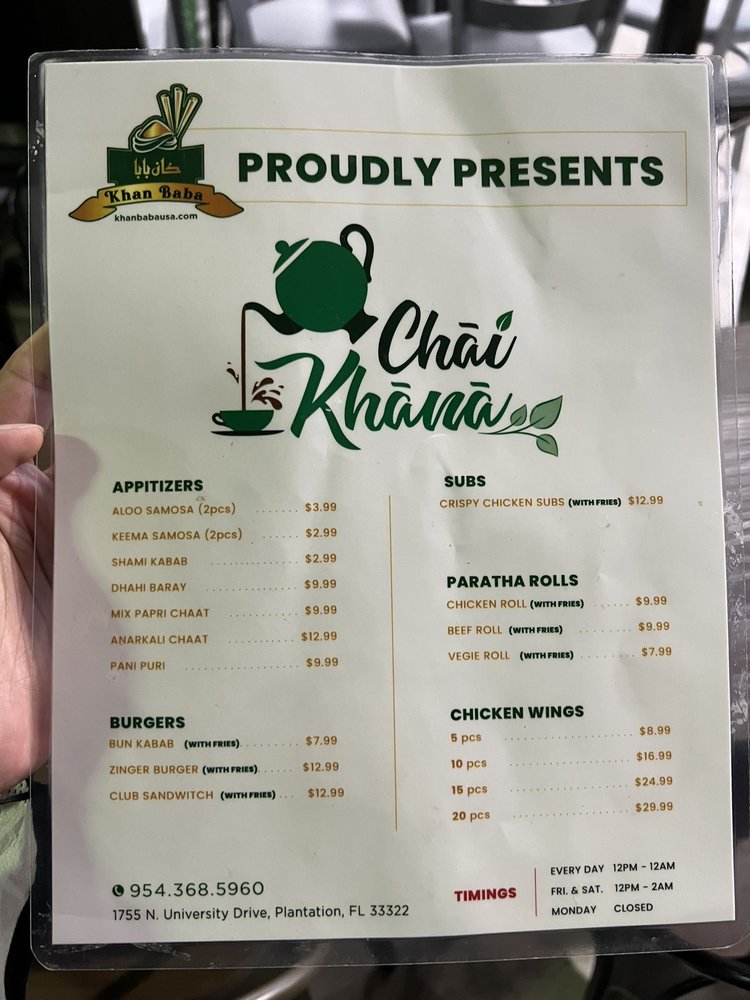 خان بابا
Khan Baba
khanbabausa.com
PROUDLY PRESENTS
Chāi
Khānā
APPITIZERS
ALOO SAMOSA (2pcs) ....... $3.99
KEEMA SAMOSA (2pcs) ....... $2.99
SHAMI KABAB ............... $2.99
DHAHI BARAY ............... $9.99
MIX PAPRI CHAAT ............ $9.99
ANARKALI CHAAT ............ $12.99
PANI PURI .................... $9.99
BURGERS
BUN KABAB (WITH FRIES).......... $7.99
ZINGER BURGER (WITH FRIES)....... $12.99
CLUB SANDWITCH (WITH FRIES) ... $12.99
SUBS
CRISPY CHICKEN SUBS (WITH FRIES) $12.99
PARATHA ROLLS
CHICKEN ROLL (WITH FRIES) ....... $9.99
BEEF ROLL (WITH FRIES) .......... $9.99
VEGIE ROLL (WITH FRIES) ......... $7.99
CHICKEN WINGS
5 pcs .................... $8.99
10 pcs .................... $16.99
15 pcs .................... $24.99
20 pcs .................... $29.99
954.368.5960
1755 N. University Drive, Plantation, FL 33322
TIMINGS
EVERY DAY 12PM - 12AM
FRI. & SAT. 12PM - 2AM
MONDAY CLOSED